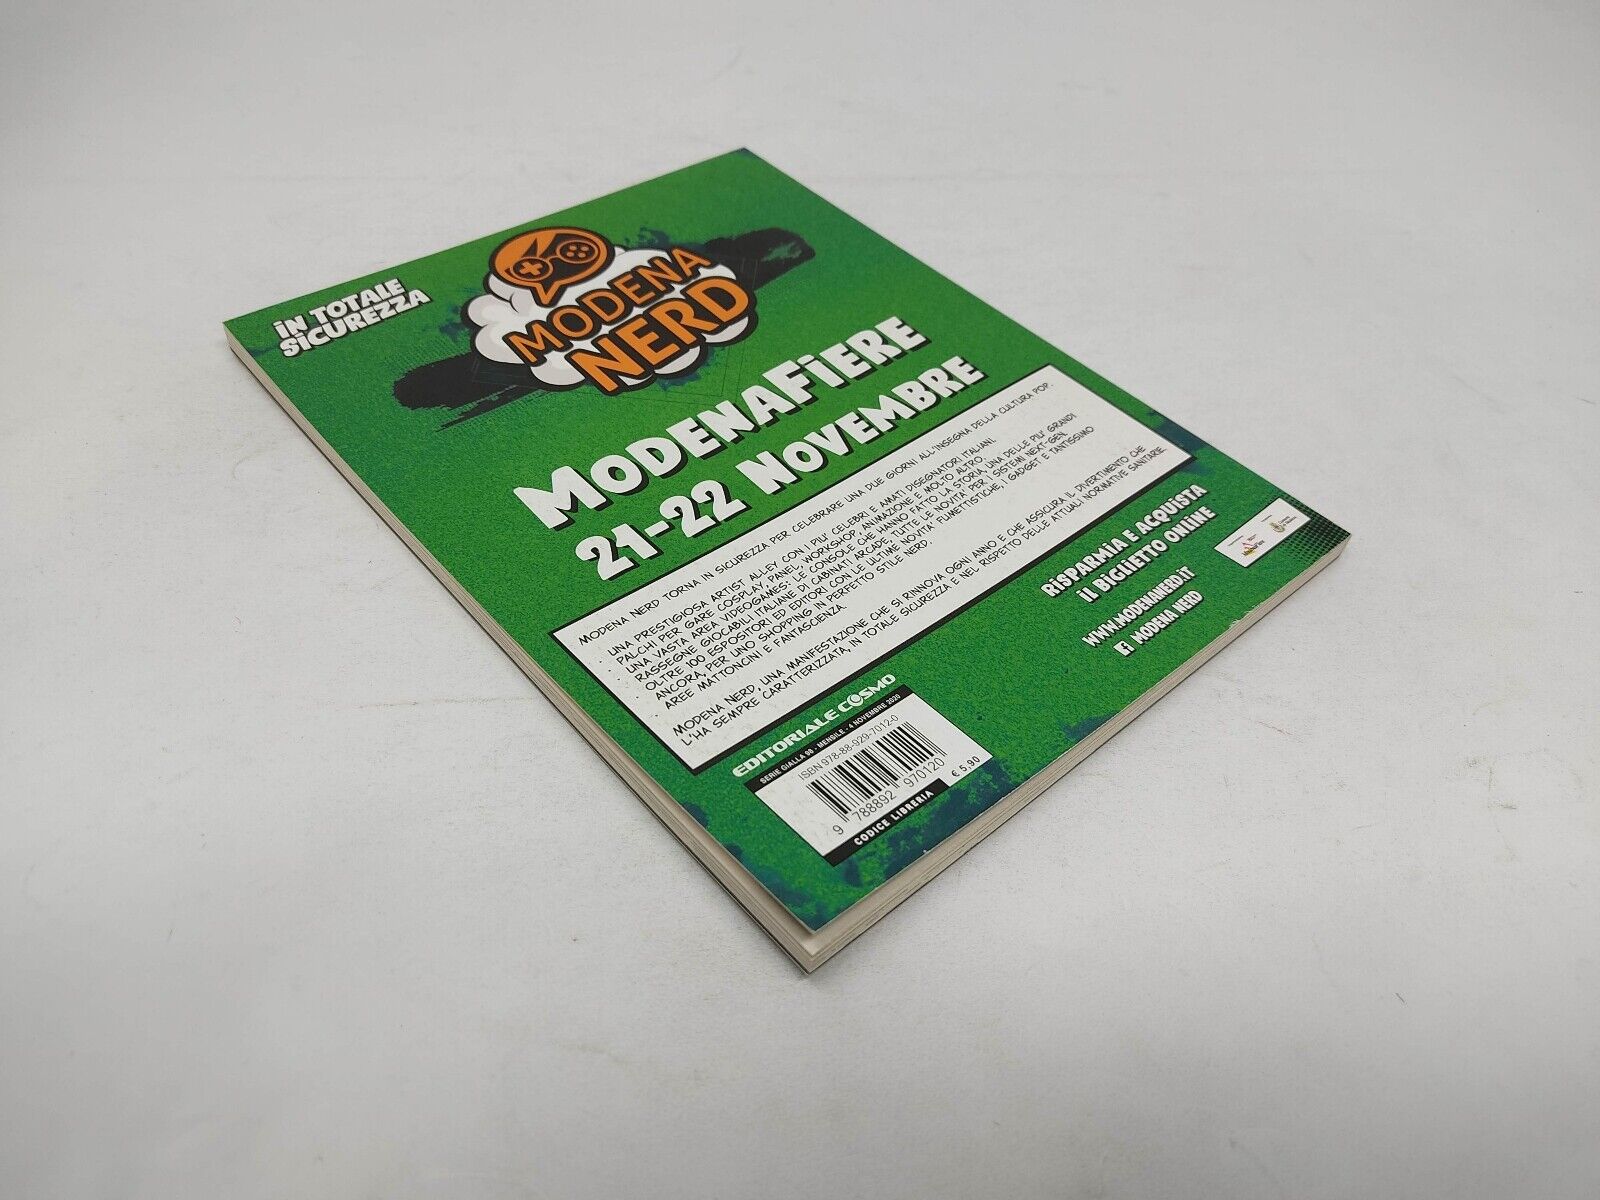 iN TOTALE
SiCUREZZA
MODENA
NERD
MODENAFiERE
21-22 NOVEMBRE
MODENA NERD TORNA IN SICUREZZA PER CELEBRARE UNA DUE GIORNI ALL'INSEGNA DELLA CULTURA POP.
· UNA PRESTIGIOSA ARTIST ALLEY CON I PIU' CELEBRI E AMATI DISEGNATORI ITALIANI.
· PALCHI PER GARE COSPLAY, PANEL, WORKSHOP, ANIMAZIONE E MOLTO ALTRO.
· UNA VASTA AREA VIDEOGAMES: LE CONSOLE CHE HANNO FATTO LA STORIA, UNA DELLE PIU' GRANDI
RASSEGNE GIOCABILI ITALIANE DI CABINATI ARCADE, TUTTE LE NOVITA' PER I SISTEMI NEXT-GEN.
· OLTRE 100 ESPOSITORI ED EDITORI CON LE ULTIME NOVITA' FUMETTISTICHE, I GADGET E TANTISSIMO
ANCORA, PER UNO SHOPPING IN PERFETTO STILE NERD.
· AREE MATTONCINI E FANTASCIENZA.
MODENA NERD, UNA MANIFESTAZIONE CHE SI RINNOVA OGNI ANNO E CHE ASSICURA IL DIVERTIMENTO CHE
L'HA SEMPRE CARATTERIZZATA, IN TOTALE SICUREZZA E NEL RISPETTO DELLE ATTUALI NORMATIVE SANITARIE.
RiSPARMiA E ACQUiSTA
iL BiGLiETTO ONLiNE
WWW.MODENANERD.iT
MODENA NERD
EDITORIALE COSMO
SERIE GIALLA 98 - MENSILE - 4 NOVEMBRE 2020
ISBN 978-88-929-7012-0
9 788892 970120
€ 5,90
CODICE LIBRERIA